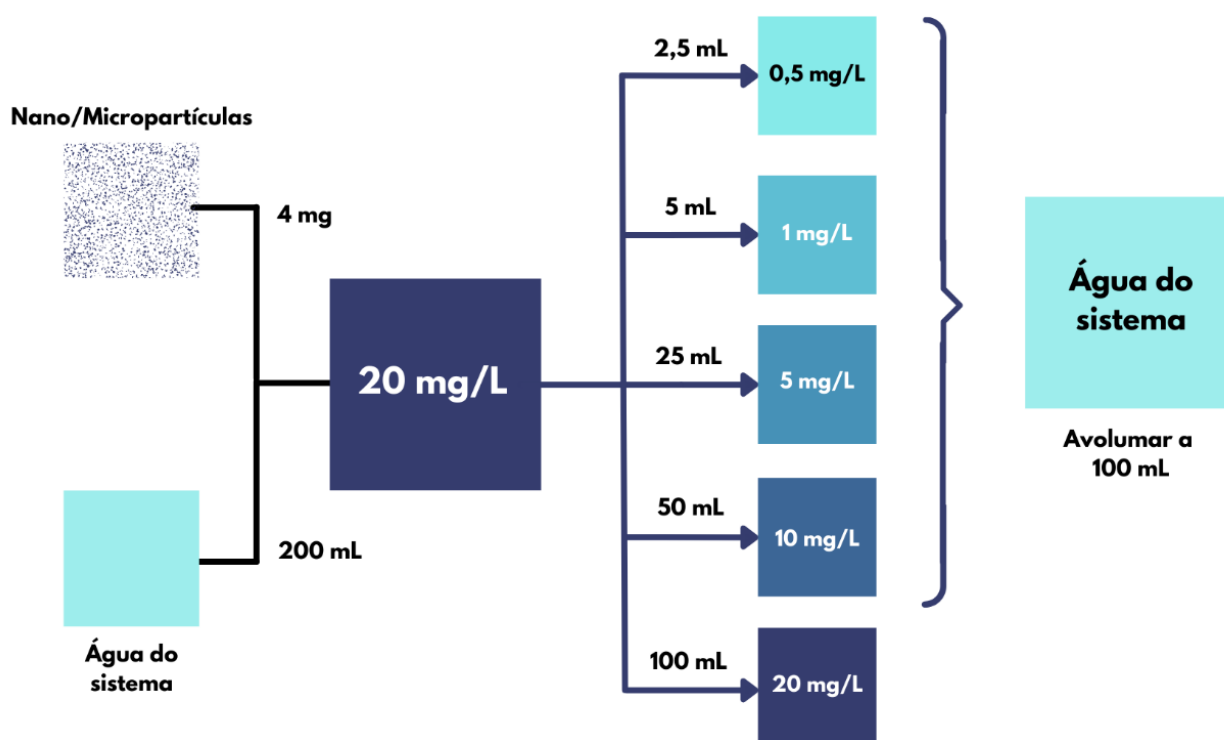 Nano/Micropartículas
4 mg
200 mL
Água do
sistema
20 mg/L
2,5 mL
0,5 mg/L
5 mL
1 mg/L
25 mL
5 mg/L
50 mL
10 mg/L
100 mL
20 mg/L
Água do
sistema
Avolumar a
100 mL